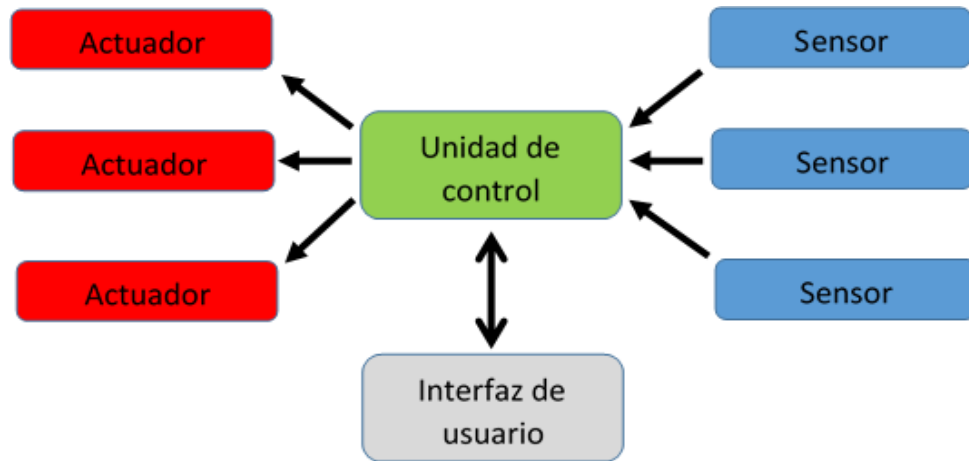 Actuador
Sensor
Actuador
Unidad de
control
Sensor
Actuador
Sensor
Interfaz de
usuario